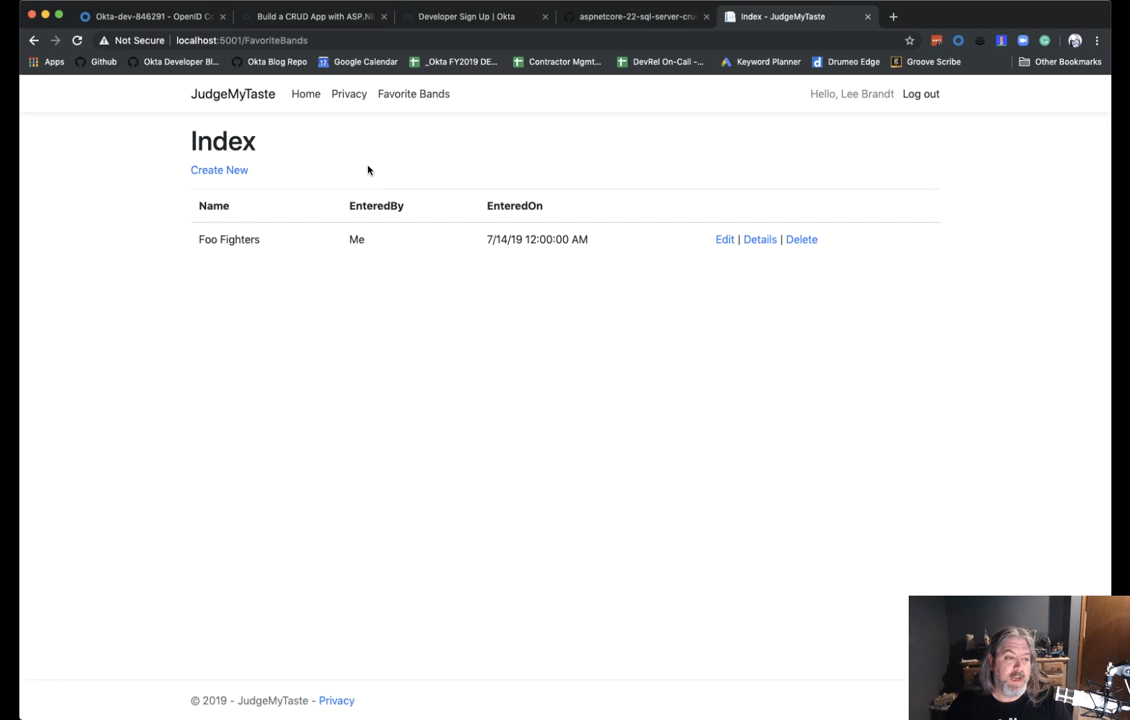 Okta-dev-846291 - OpenID Co
Build a CRUD App with ASP.NE
Developer Sign Up | Okta
aspnetcore-22-sql-server-cru
Index - JudgeMyTaste
Not Secure localhost:5001/FavoriteBands
Apps Github Okta Developer Bl... Okta Blog Repo Google Calendar _Okta FY2019 DE... Contractor Mgmt... DevRel On-Call -... Keyword Planner Drumeo Edge Groove Scribe Other Bookmarks
JudgeMyTaste Home Privacy Favorite Bands Hello, Lee Brandt Log out
Index
Create New
Name EnteredBy EnteredOn
Foo Fighters Me 7/14/19 12:00:00 AM Edit | Details | Delete
© 2019 - JudgeMyTaste - Privacy